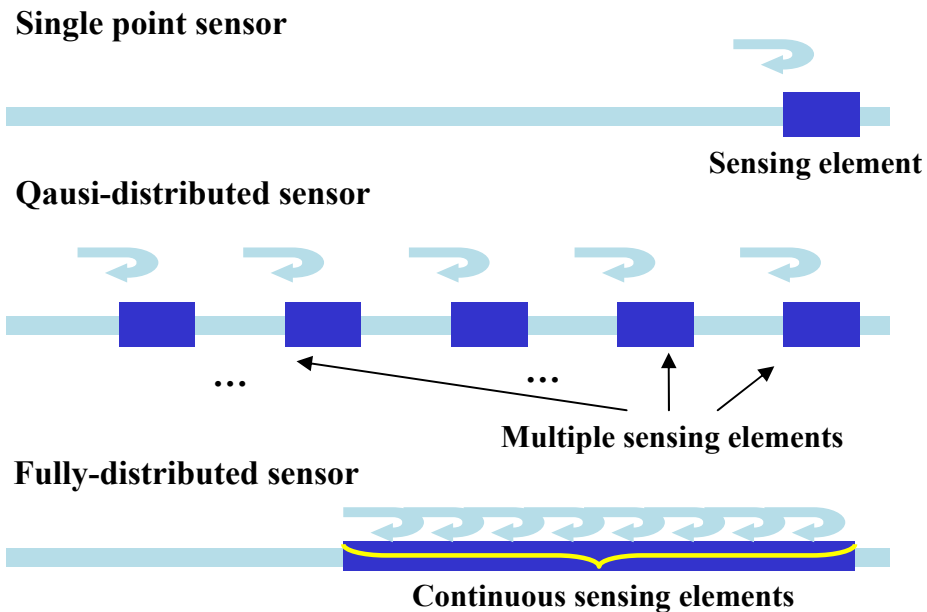 Single point sensor
Sensing element
Qausi-distributed sensor
... ...
Multiple sensing elements
Fully-distributed sensor
Continuous sensing elements